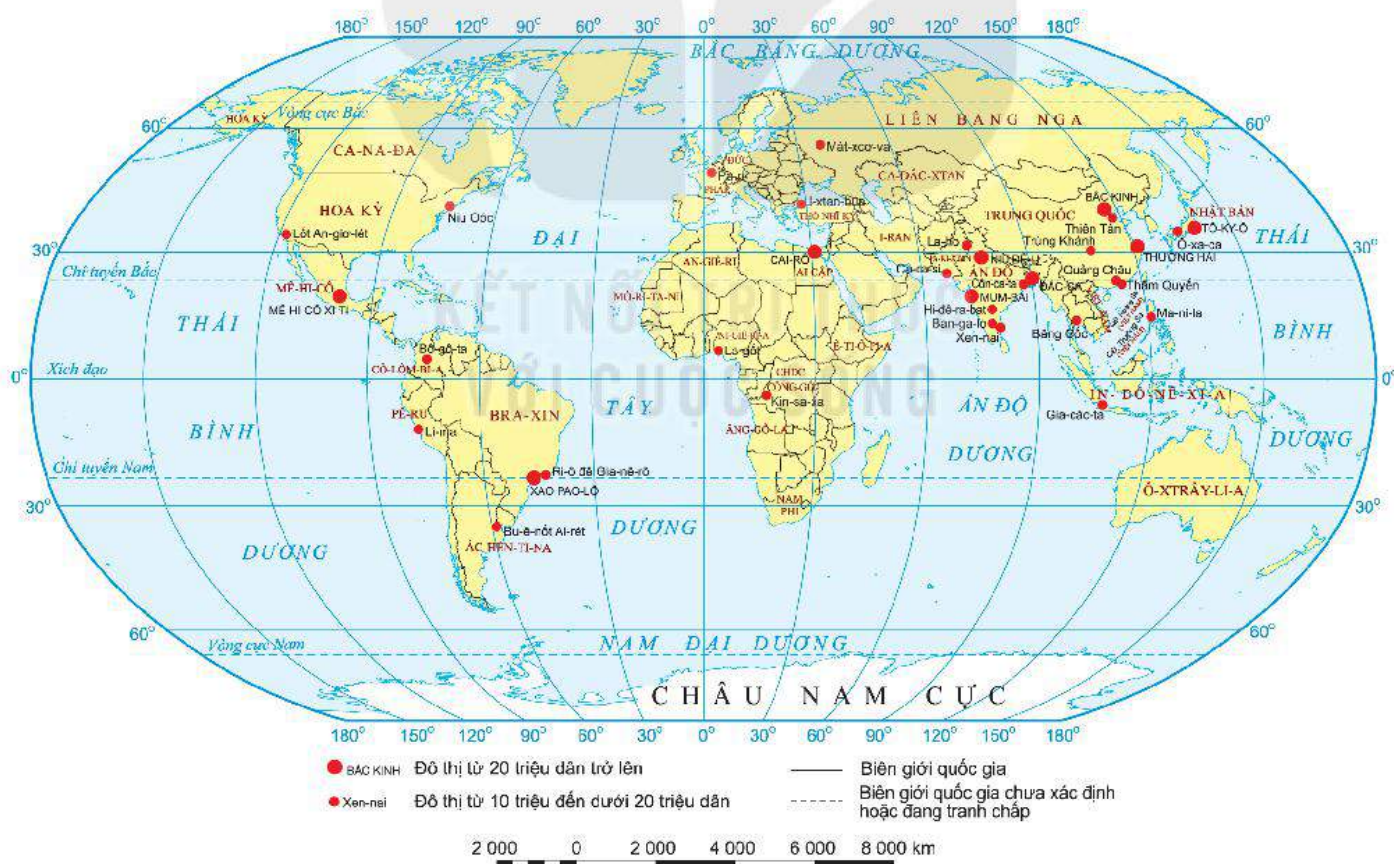 180° 150° 120° 90° 60° 30° 0° 30° 60° 90° 120° 150° 180°
BẮC BĂNG DƯƠNG
Vòng cực Bắc
HOA KỲ
60°
60°
LIÊN BANG NGA
CA-NA-ĐA
Mát-xcơ-va
ĐỨC
PHÁP
CA-DẮC-XTAN
HOA KỲ
Niu Oóc
Lốt An-giơ-lét
I-xtan-bun
THỔ NHĨ KỲ
BẮC KINH
TRUNG QUỐC
Thiên Tân
NHẬT BẢN
TÔ-KY-Ô
Ô-xa-ca
ĐẠI
THÁI
30°
30°
I-RAN
La-ho
Trùng Khánh
THƯỢNG HẢI
Chí tuyến Bắc
AN-GIÊ-RI
CAI-RÔ
AI CẬP
ẤN ĐỘ
Côn-ca-ta
ĐẮC-CA
Quảng Châu
Thâm Quyến
MÊ-HI-CÔ
MÊ HI CÔ XI TI
MÔ-RI-TA-NI
MUM-BAI
Hi-đê-ra-bat
Ban-ga-lo
Xen-nai
Băng Cốc
Ma-ni-la
THÁI
KẾT NỐI TRI THỨC
BÌNH
Bô-gô-ta
CÔ-LÔM-BI-A
NI-GIÊ-RI-A
La-gốt
Ê-TI-Ô-PI-A
0°
Xích đạo
0°
CHDC
CÔNG-GÔ
Kin-sa-xa
VỚI CUỘC SỐNG
IN-ĐÔ-NÊ-XI-A
Gia-các-ta
PÊ-RU
Li-ma
BRA-XIN
TÂY
ẤN ĐỘ
BÌNH
ĂNG-GÔ-LA
DƯƠNG
DƯƠNG
Chí tuyến Nam
Ri-ô đê Gia-nê-rô
XAO PAO-LÔ
NAM
PHI
Ô-XTRÂY-LI-A
30°
30°
Bu-ê-nốt Ai-rét
ÁC-HEN-TI-NA
DƯƠNG
DƯƠNG
60°
60°
Vòng cực Nam
NAM ĐẠI DƯƠNG
CHÂU NAM CỰC
180° 150° 120° 90° 60° 30° 0° 30° 60° 90° 120° 150° 180°
BẮC KINH Đô thị từ 20 triệu dân trở lên
Biên giới quốc gia
Xen-nai Đô thị từ 10 triệu đến dưới 20 triệu dân
Biên giới quốc gia chưa xác định
hoặc đang tranh chấp
2 000 0 2 000 4 000 6 000 8 000 km